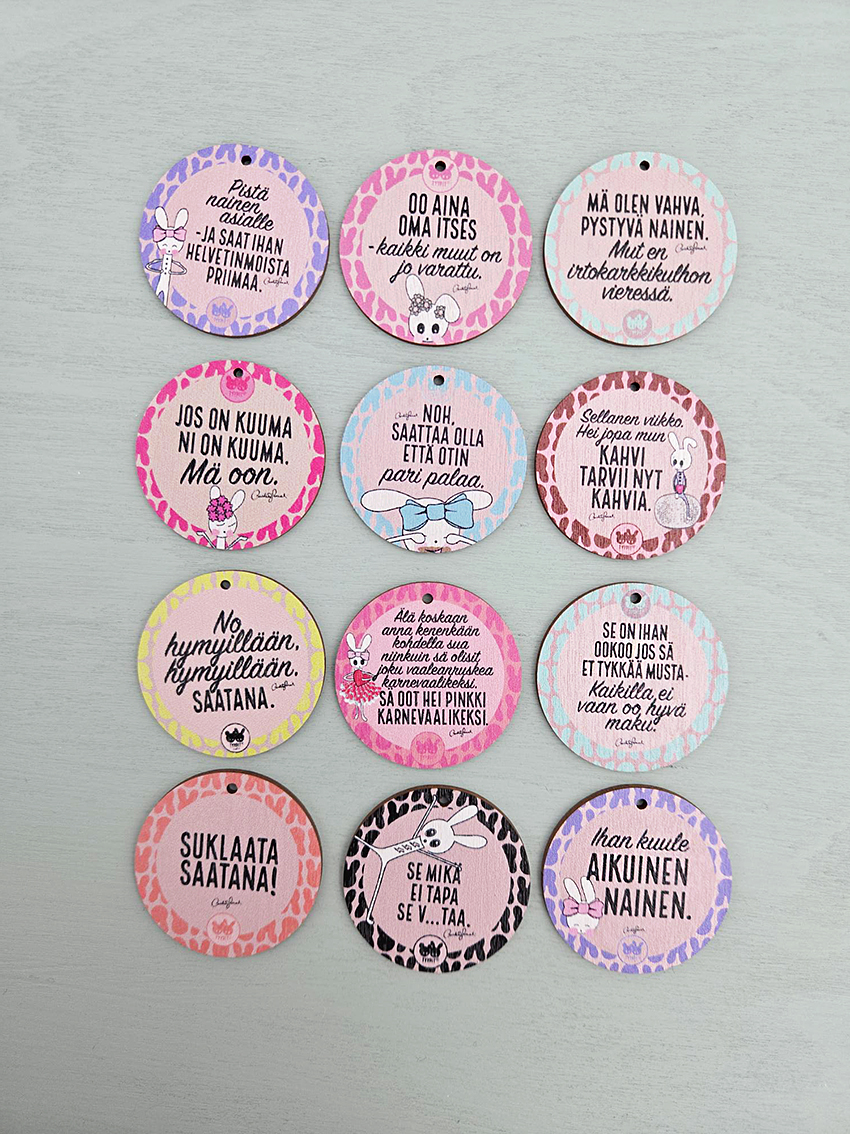 Pistä
nainen
asialle
-JA SAAT IHAN
HELVETINMOISTA
PRIIMAA.
OO AINA
OMA ITSES
-kaikki muut on
jo varattu.
MÄ OLEN VAHVA,
PYSTYVÄ NAINEN.
Mut en
irtokarkkikulhon
vieressä.
JOS ON KUUMA
NI ON KUUMA.
Mä oon.
NOH,
SAATTAA OLLA
ETTÄ OTIN
pari palaa.
Sellanen viikko.
Hei jopa mun
KAHVI
TARVII NYT
KAHVIA.
No
hymyillään,
hymyillään.
SAATANA.
Älä koskaan
anna kenenkään
kohdella sua
niinkuin sä olisit
joku vaaleanruskea
karnevaalikeksi.
SÄ OOT HEI PINKKI
KARNEVAALIKEKSI.
SE ON IHAN
OOKOO JOS SÄ
ET TYKKÄÄ MUSTA.
Kaikilla ei
vaan oo hyvä
maku.
SUKLAATA
SAATANA!
SE MIKÄ
EI TAPA
SE V...TAA.
Ihan kuule
AIKUINEN
NAINEN.